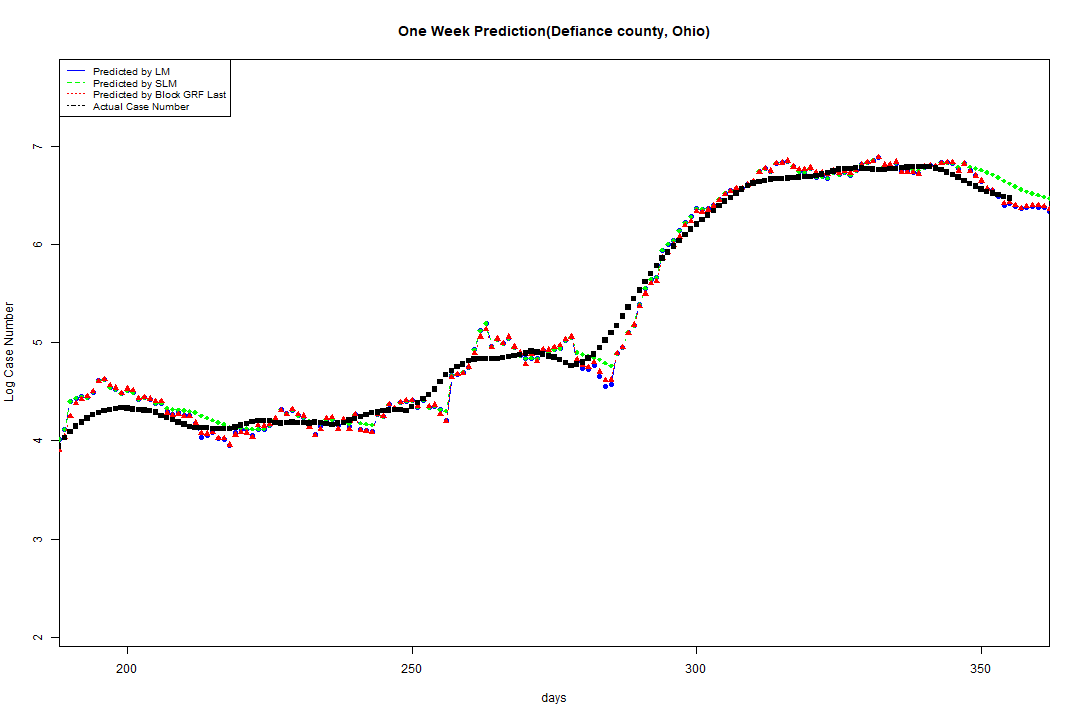 One Week Prediction(Defiance county, Ohio)
Predicted by LM
Predicted by SLM
Predicted by Block GRF Last
Actual Case Number
7
6
5
4
3
2
Log Case Number
200 250 300 350
days